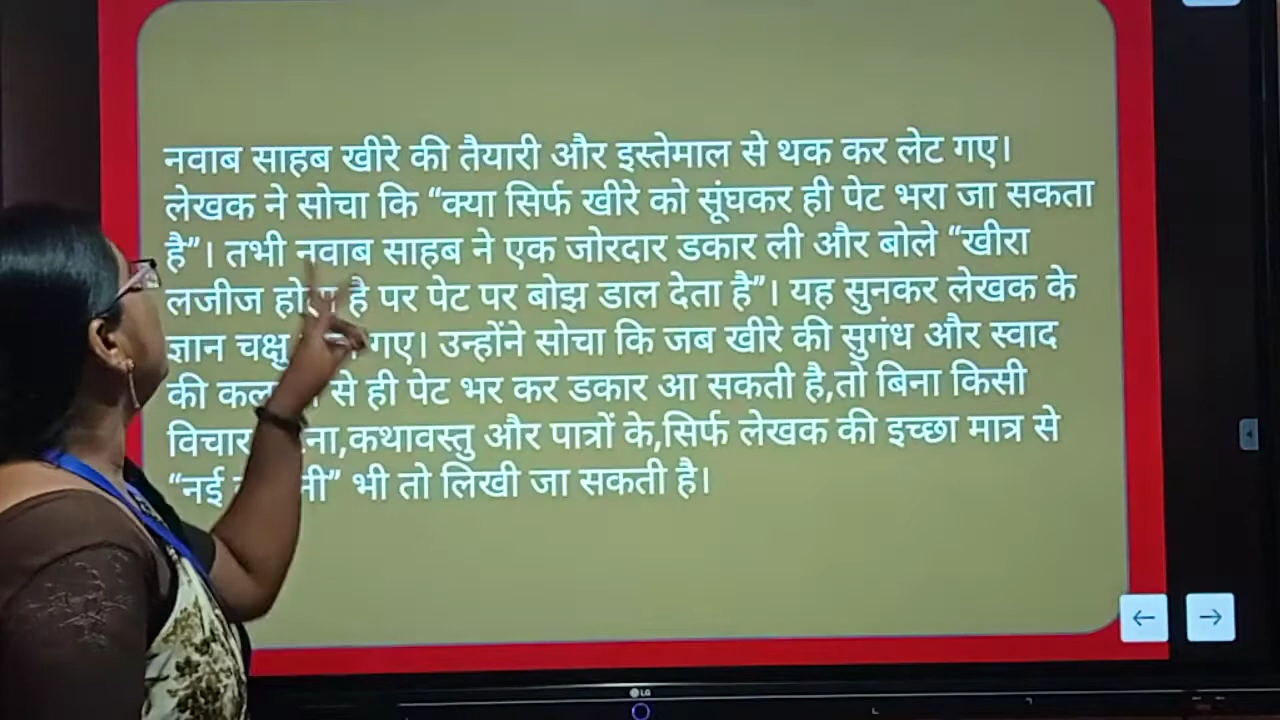 नवाब साहब खीरे की तैयारी और इस्तेमाल से थक कर लेट गए।
लेखक ने सोचा कि “क्या सिर्फ खीरे को सूंघकर ही पेट भरा जा सकता
है”। तभी नवाब साहब ने एक जोरदार डकार ली और बोले “खीरा
लजीज है पर पेट पर बोझ डाल देता है”। यह सुनकर लेखक के
ज्ञान चक्षु गए। उन्होंने सोचा कि जब खीरे की सुगंध और स्वाद
की से ही पेट भर कर डकार आ सकती है,तो बिना किसी
विचार कथावस्तु और पात्रों के,सिर्फ लेखक की इच्छा मात्र से
“नई भी तो लिखी जा सकती है।
LG